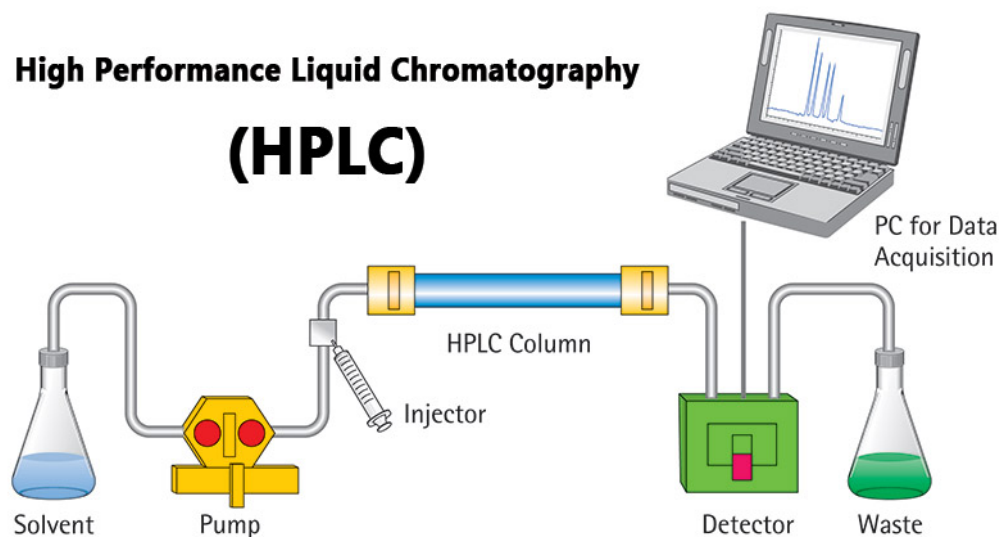 High Performance Liquid Chromatography
(HPLC)
PC for Data
Acquisition
HPLC Column
Injector
Solvent
Pump
Detector
Waste